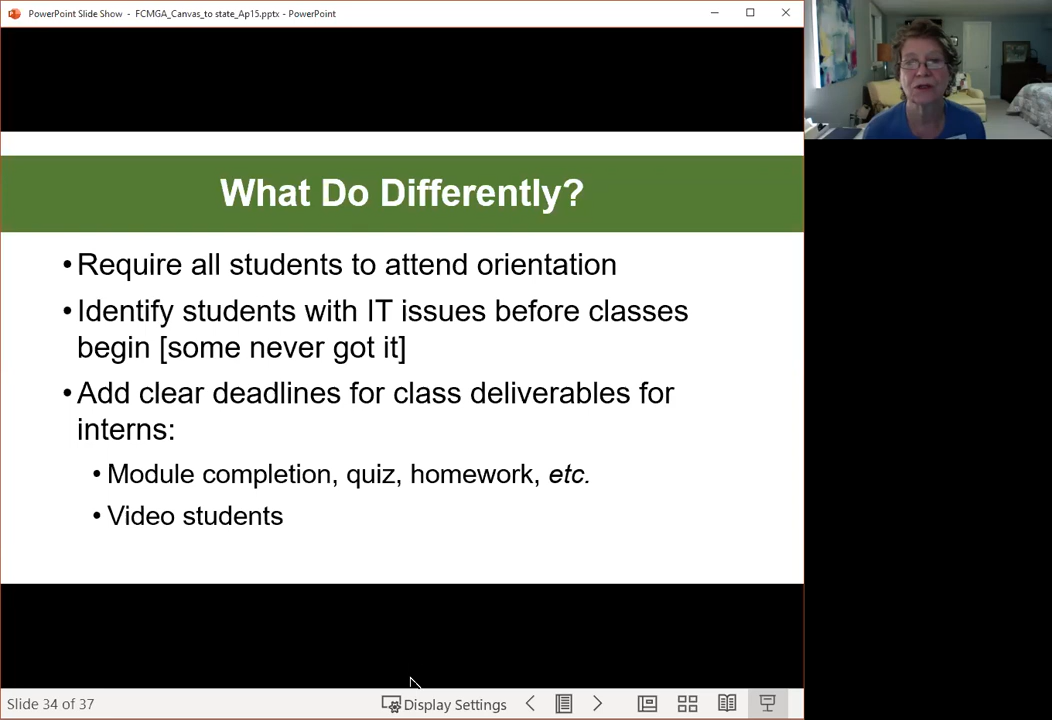 PowerPoint Slide Show - FCMGA_Canvas_to state_Ap15.pptx - PowerPoint
What Do Differently?
• Require all students to attend orientation
• Identify students with IT issues before classes
begin [some never got it]
• Add clear deadlines for class deliverables for
interns:
• Module completion, quiz, homework, etc.
• Video students
Slide 34 of 37
Display Settings